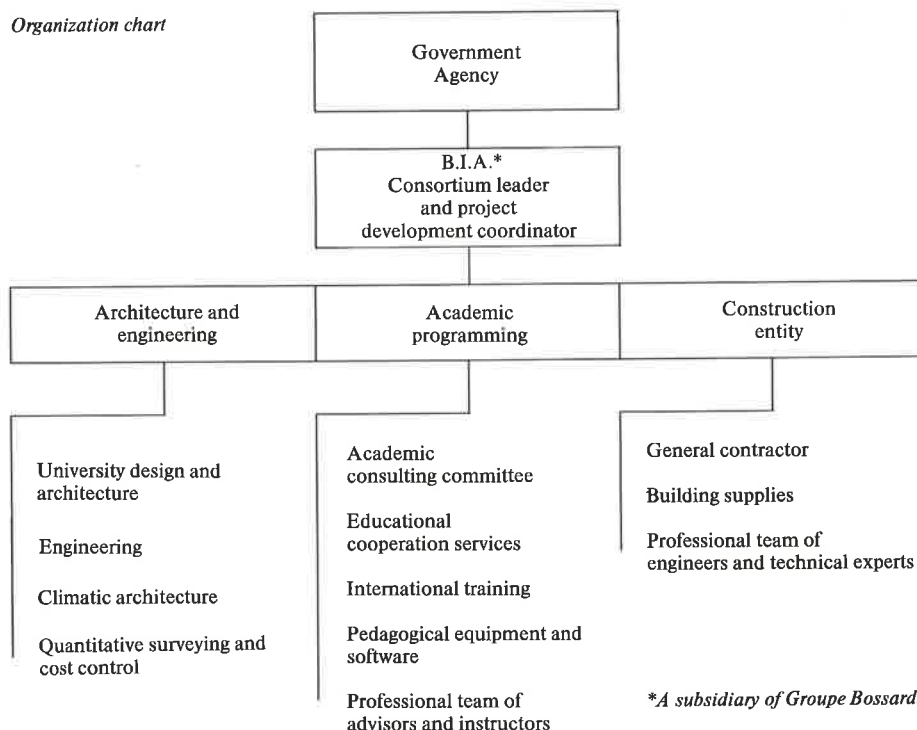 Organization chart
Government
Agency
B.I.A.*
Consortium leader
and project
development coordinator
Architecture and
engineering
Academic
programming
Construction
entity
University design and
architecture
Engineering
Climatic architecture
Quantitative surveying and
cost control
Academic
consulting committee
Educational
cooperation services
International training
Pedagogical equipment and
software
Professional team of
advisors and instructors
General contractor
Building supplies
Professional team of
engineers and technical experts
*A subsidiary of Groupe Bossard